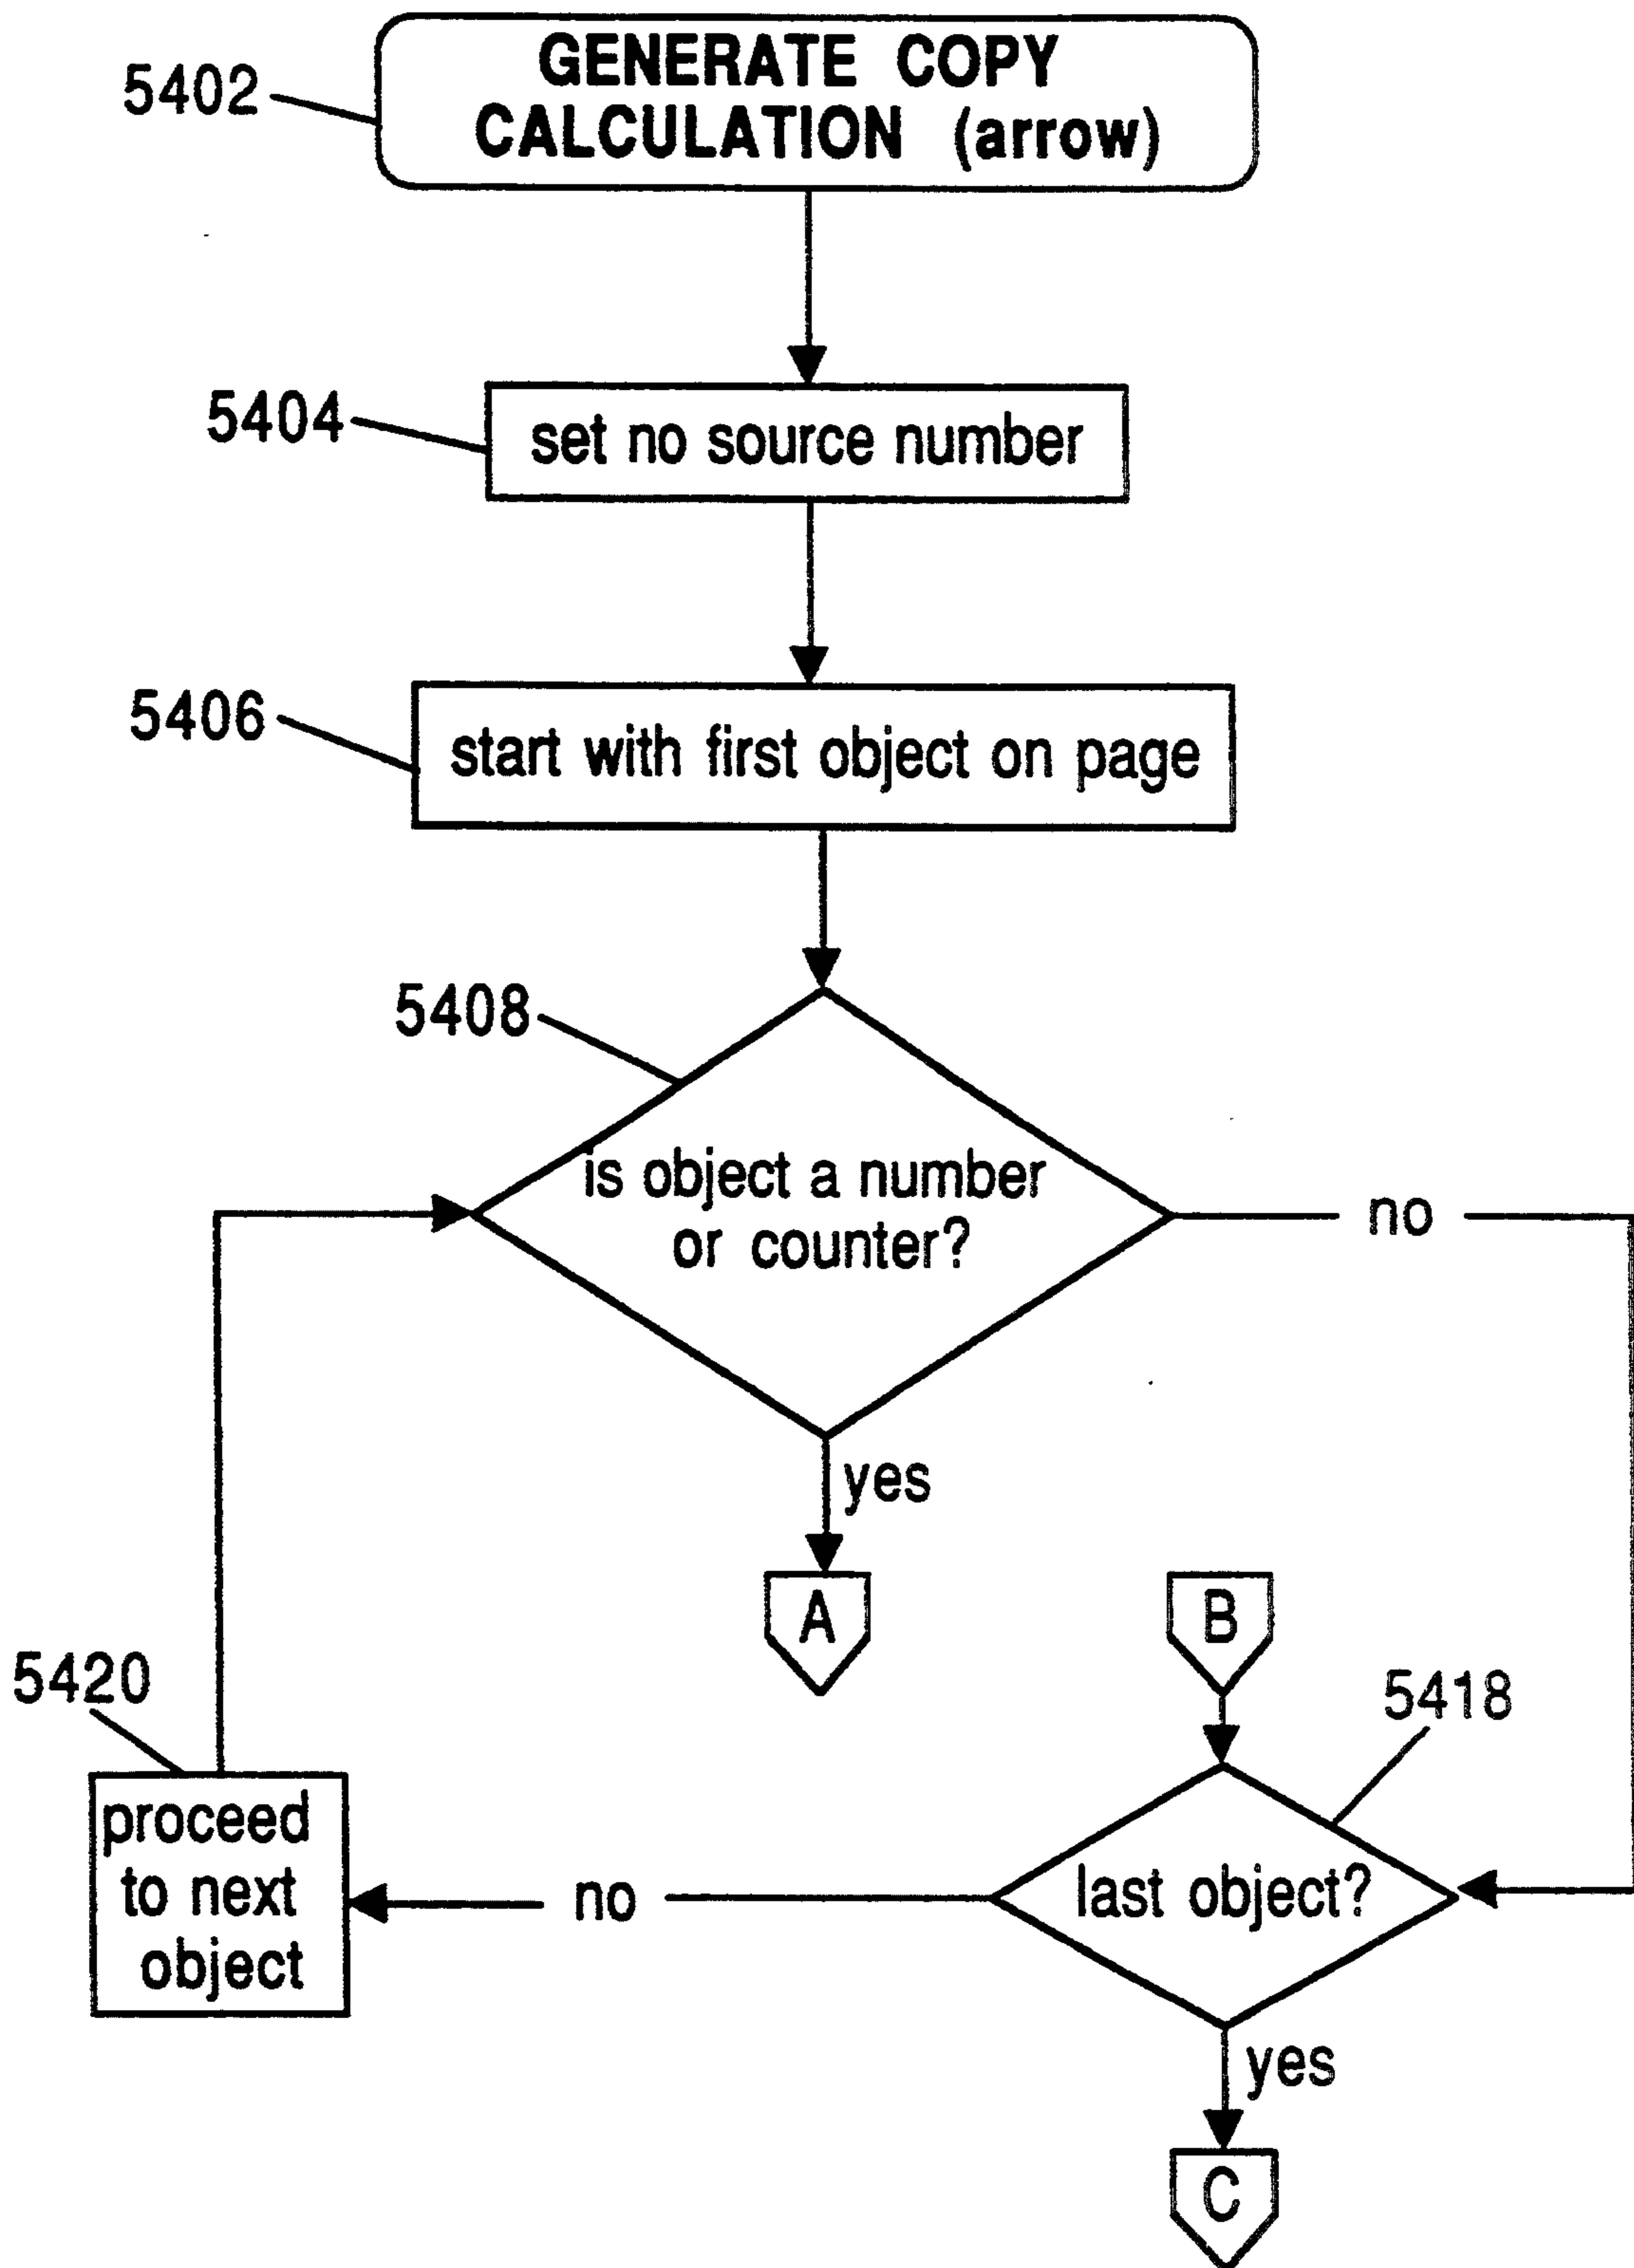 5402
GENERATE COPY
CALCULATION (arrow)
5404
set no source number
5406
start with first object on page
5408
is object a number
or counter?
no
yes
A
B
5420
5418
proceed
to next
object
no
last object?
yes
C